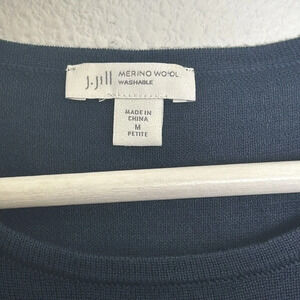 J.Jill MERINO WOOL
WASHABLE
MADE IN
CHINA
M
PETITE